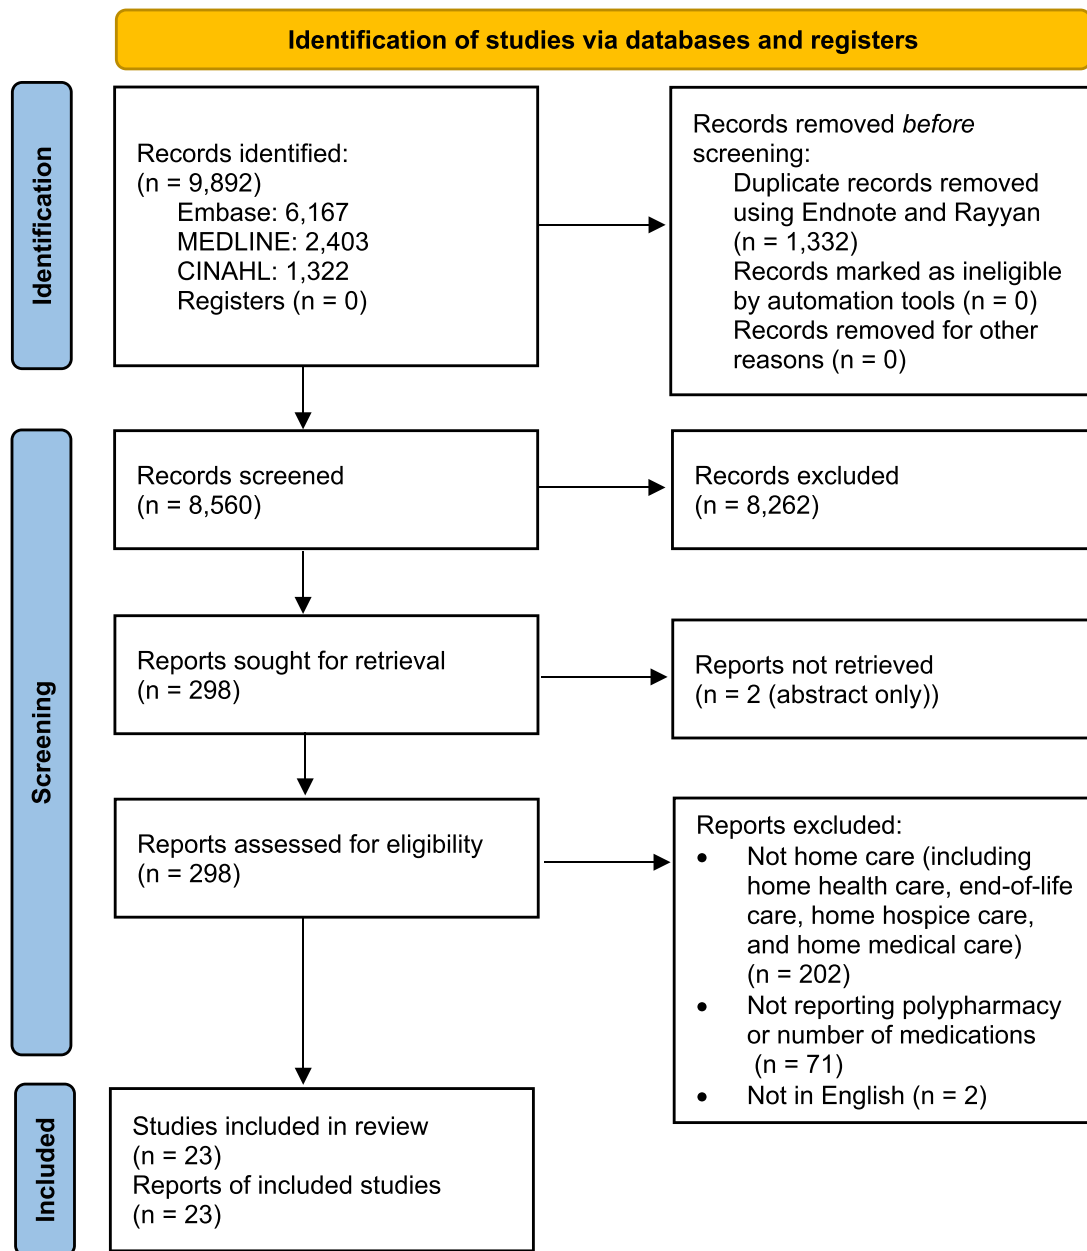 Identification of studies via databases and registers
Identification
Records identified:
(n = 9,892)
Embase: 6,167
MEDLINE: 2,403
CINAHL: 1,322
Registers (n = 0)
Records removed before
screening:
Duplicate records removed
using Endnote and Rayyan
(n = 1,332)
Records marked as ineligible
by automation tools (n = 0)
Records removed for other
reasons (n = 0)
Screening
Records screened
(n = 8,560)
Records excluded
(n = 8,262)
Reports sought for retrieval
(n = 298)
Reports not retrieved
(n = 2 (abstract only))
Reports assessed for eligibility
(n = 298)
Reports excluded:
• Not home care (including
home health care, end-of-life
care, home hospice care,
and home medical care)
(n = 202)
• Not reporting polypharmacy
or number of medications
(n = 71)
• Not in English (n = 2)
Included
Studies included in review
(n = 23)
Reports of included studies
(n = 23)